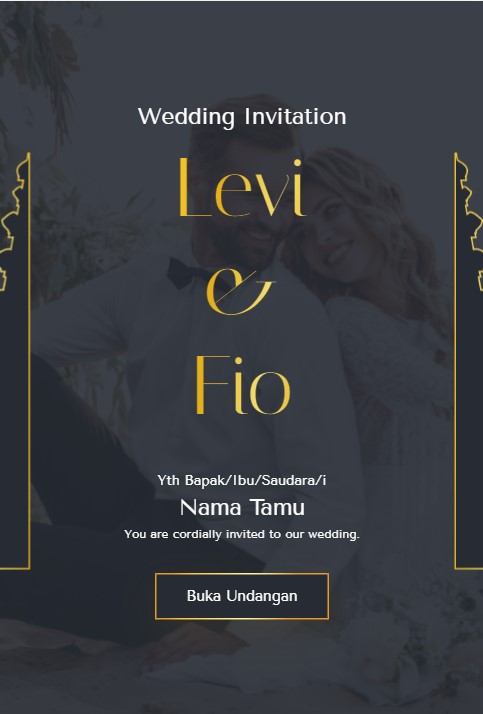 Wedding Invitation
Levi
&
Fio
Yth Bapak/Ibu/Saudara/i
Nama Tamu
You are cordially invited to our wedding.
Buka Undangan